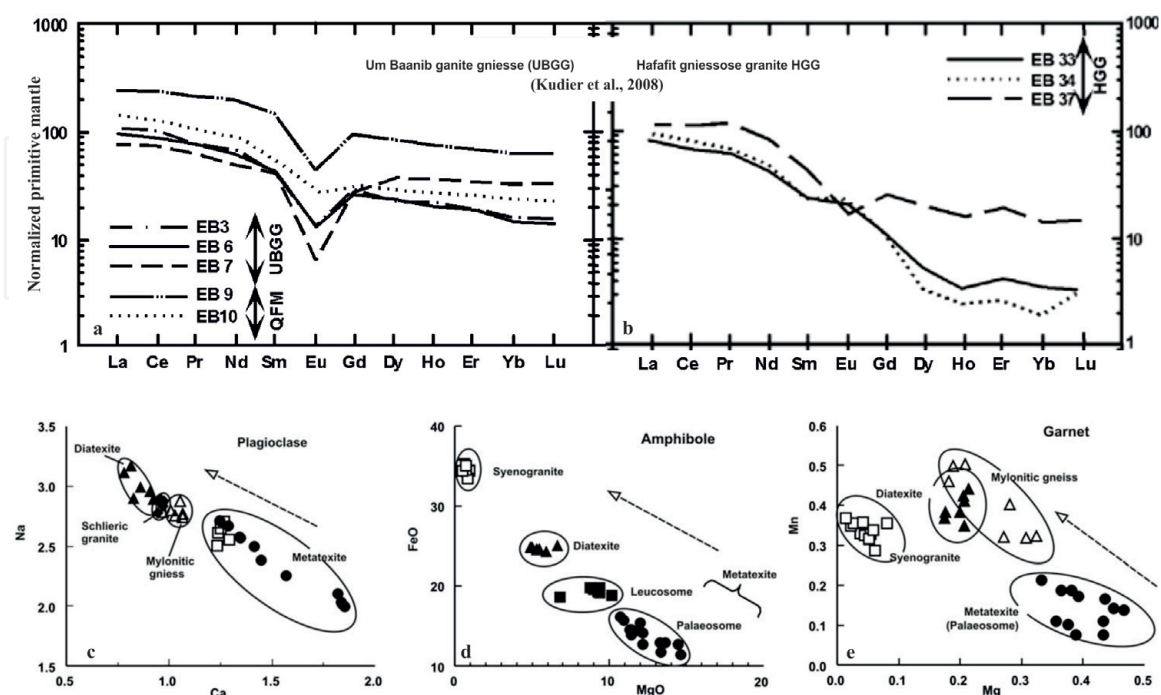 1000
100
10
1
Normalized primitive mantle
Um Baanib ganite gniesse (UBGG)
Hafafit gniessose granite HGG
(Kudier et al., 2008)
EB3
EB 6
EB 7
UBGG
EB 9
EB10
QFM
a
La Ce Pr Nd Sm Eu Gd Dy Ho Er Yb Lu
EB 33
EB 34
EB 37
HGG
1000
100
10
1
b
La Ce Pr Nd Sm Eu Gd Dy Ho Er Yb Lu
Na
3.5
3.0
2.5
2.0
1.5
Plagioclase
Diatexite
Schlieric
granite
Mylonitic
gneiss
Metatexite
c
0.5 1.0 1.5 2.0
Ca
FeO
40
30
20
10
Amphibole
Syenogranite
Diatexite
Metatexite
Leucosome
Palaeosome
d
0 10 20
MgO
Mn
0.6
0.5
0.4
0.3
0.2
0.1
0.0
Garnet
Mylonitic gneiss
Diatexite
Syenogranite
Metatexite
(Palaeosome)
e
0.0 0.1 0.2 0.3 0.4 0.5
Mg